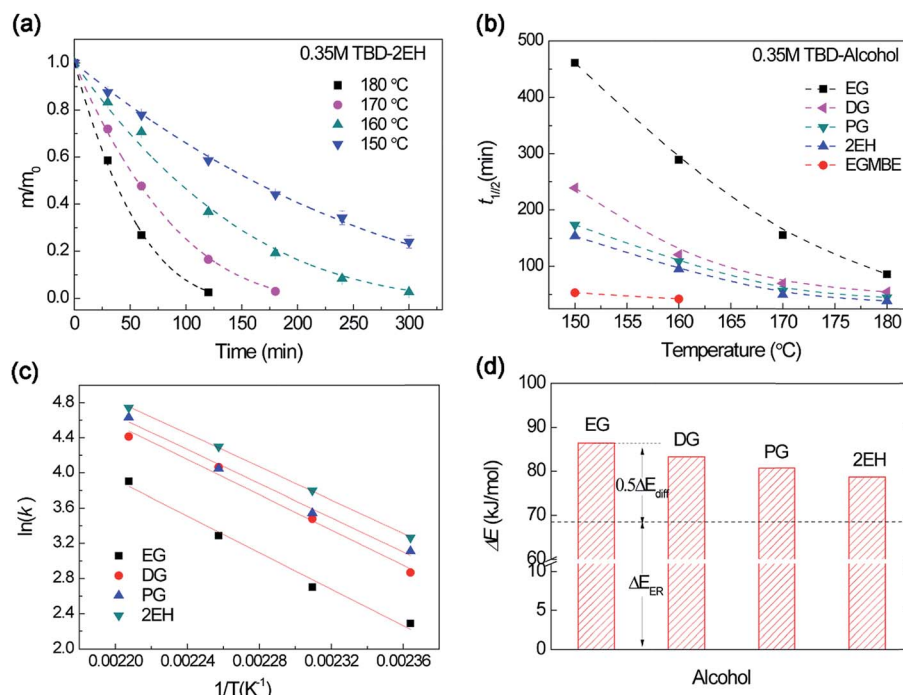 (a)
0.35M TBD-2EH
180 °C
170 °C
160 °C
150 °C
1.0
0.8
0.6
0.4
0.2
0.0
m/m0
0 50 100 150 200 250 300
Time (min)
(b)
0.35M TBD-Alcohol
EG
DG
PG
2EH
EGMBE
500
400
300
200
100
t1//2(min)
150 155 160 165 170 175 180
Temperature (°C)
(c)
4.8
4.4
4.0
3.6
3.2
2.8
2.4
2.0
ln(k)
EG
DG
PG
2EH
0.00220 0.00224 0.00228 0.00232 0.00236
1/T(K-1)
(d)
100
90
80
70
60
10
5
0
ΔE (kJ/mol)
EG
DG
PG
2EH
0.5ΔEdiff
ΔEER
Alcohol